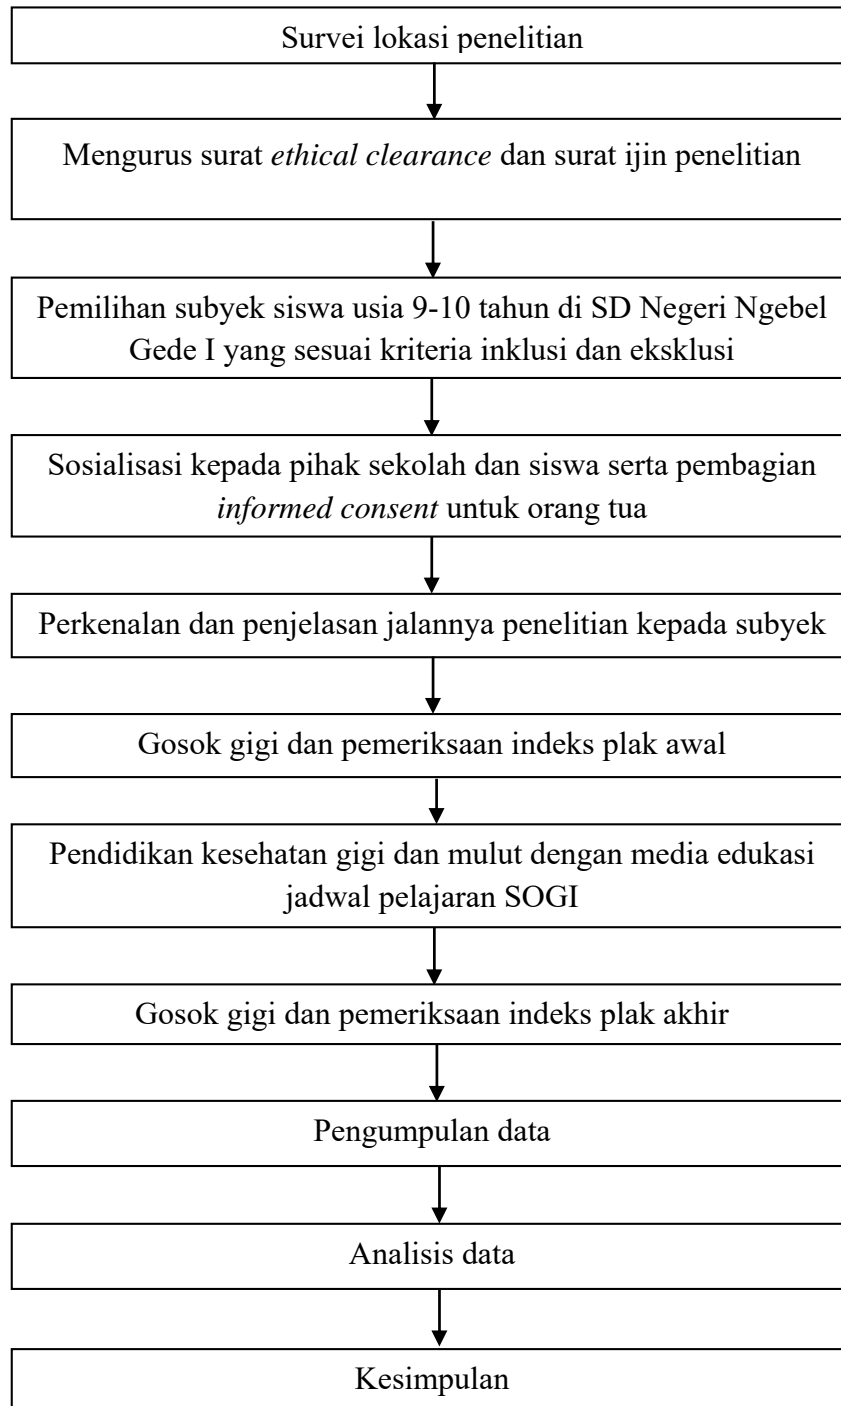 Survei lokasi penelitian
Mengurus surat ethical clearance dan surat ijin penelitian
Pemilihan subyek siswa usia 9-10 tahun di SD Negeri Ngebel
Gede I yang sesuai kriteria inklusi dan eksklusi
Sosialisasi kepada pihak sekolah dan siswa serta pembagian
informed consent untuk orang tua
Perkenalan dan penjelasan jalannya penelitian kepada subyek
Gosok gigi dan pemeriksaan indeks plak awal
Pendidikan kesehatan gigi dan mulut dengan media edukasi
jadwal pelajaran SOGI
Gosok gigi dan pemeriksaan indeks plak akhir
Pengumpulan data
Analisis data
Kesimpulan